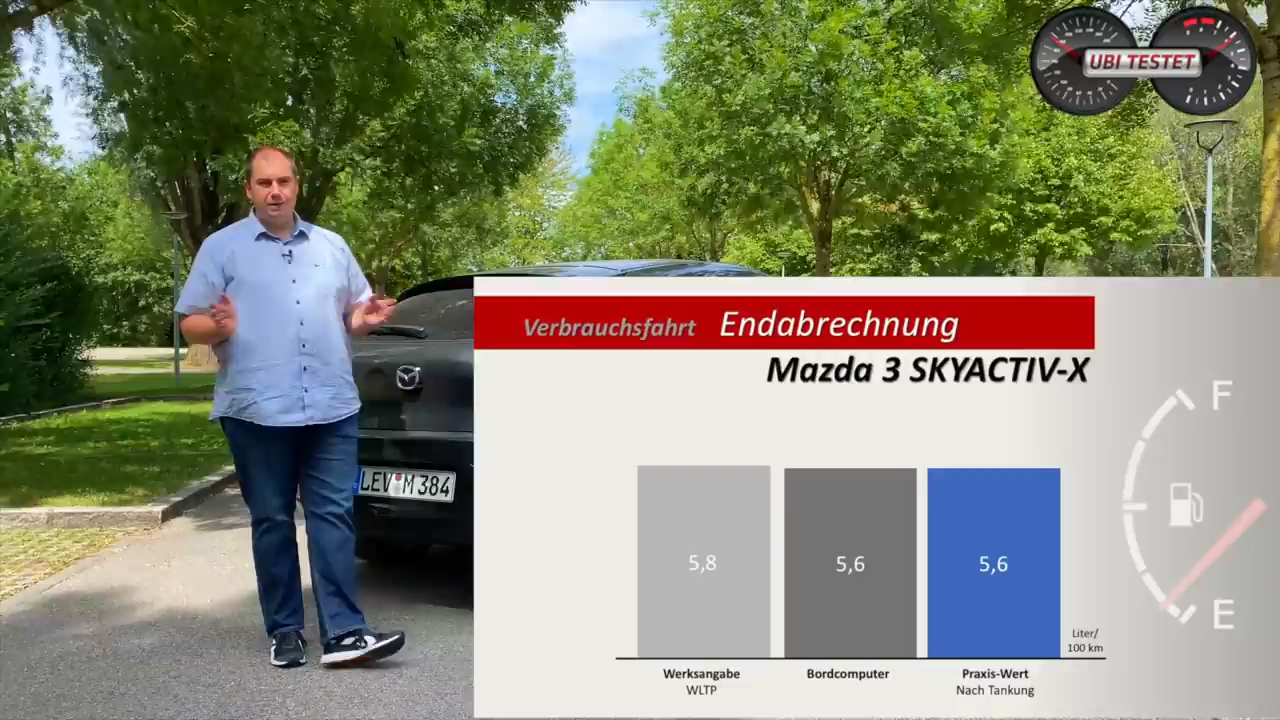 UBI TESTET
Verbrauchsfahrt Endabrechnung
Mazda 3 SKYACTIV-X
F
LEV M 384
5,8
5,6
5,6
E
Liter/
100 km
Werksangabe
WLTP
Bordcomputer
Praxis-Wert
Nach Tankung